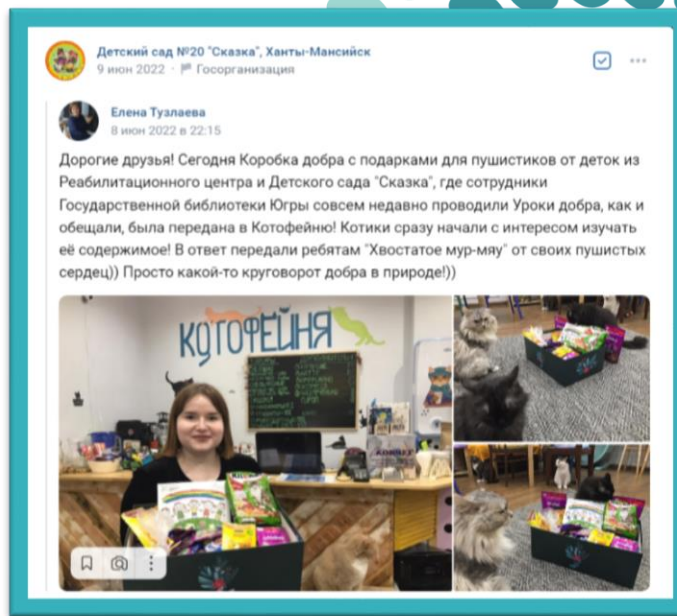 Детский сад №20 "Сказка", Ханты-Мансийск
9 июн 2022 · Госорганизация
Елена Тузлаева
8 июн 2022 в 22:15
Дорогие друзья! Сегодня Коробка добра с подарками для пушистиков от деток из
Реабилитационного центра и Детского сада "Сказка", где сотрудники
Государственной библиотеки Югры совсем недавно проводили Уроки добра, как и
обещали, была передана в Котофейню! Котики сразу начали с интересом изучать
её содержимое! В ответ передали ребятам "Хвостатое мур-мяу" от своих пушистых
сердец)) Просто какой-то круговорот добра в природе!))
КОТОФЕЙНЯ